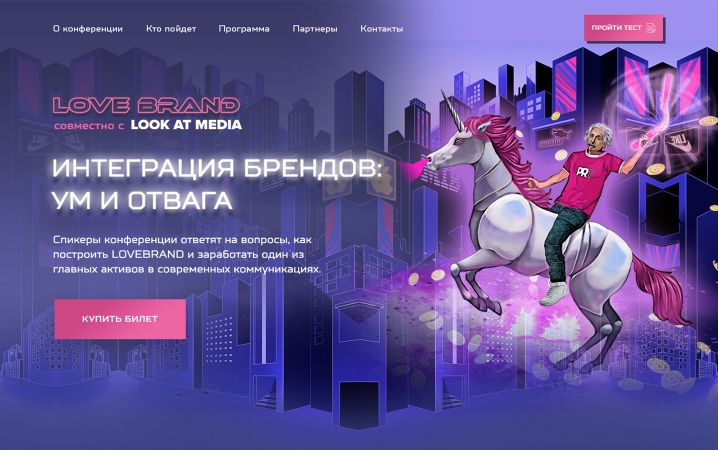 О конференции
Кто пойдет
Программа
Партнеры
Контакты
ПРОЙТИ ТЕСТ
LOVE BRAND
совместно с LOOK AT MEDIA
ИНТЕГРАЦИЯ БРЕНДОВ:
УМ И ОТВАГА
Спикеры конференции ответят на вопросы, как
построить LOVEBRAND и заработать один из
главных активов в современных коммуникациях.
КУПИТЬ БИЛЕТ